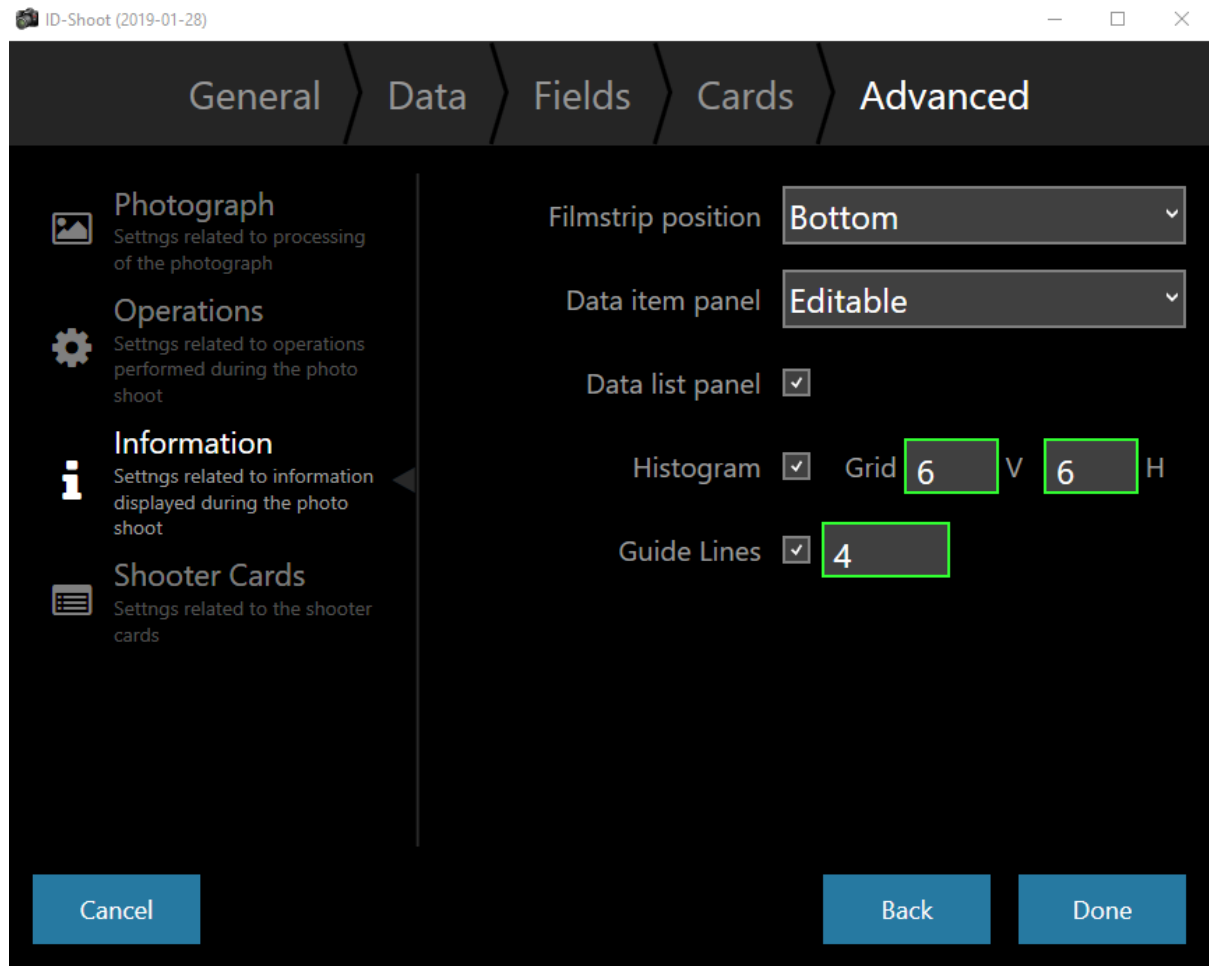 ID-Shoot (2019-01-28)
General
Data
Fields
Cards
Advanced
Photograph
Settngs related to processing
of the photograph
Operations
Settngs related to operations
performed during the photo
shoot
Information
Settngs related to information
displayed during the photo
shoot
Shooter Cards
Settngs related to the shooter
cards
Filmstrip position Bottom
Data item panel Editable
Data list panel
Histogram Grid 6 V 6 H
Guide Lines 4
Cancel
Back
Done